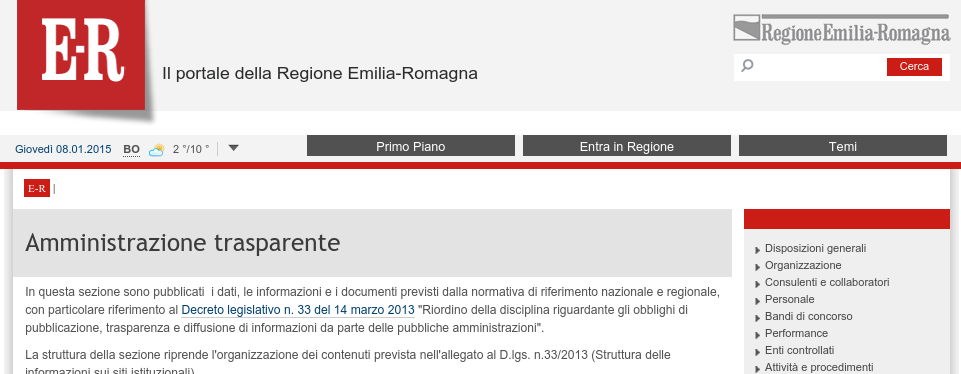 E-R
Il portale della Regione Emilia-Romagna
RegioneEmilia-Romagna
Cerca
Giovedì 08.01.2015 BO 2 °/10 °
Primo Piano
Entra in Regione
Temi
E-R |
Amministrazione trasparente
In questa sezione sono pubblicati i dati, le informazioni e i documenti previsti dalla normativa di riferimento nazionale e regionale,
con particolare riferimento al Decreto legislativo n. 33 del 14 marzo 2013 "Riordino della disciplina riguardante gli obblighi di
pubblicazione, trasparenza e diffusione di informazioni da parte delle pubbliche amministrazioni".
La struttura della sezione riprende l'organizzazione dei contenuti prevista nell'allegato al D.lgs. n.33/2013 (Struttura delle
informazioni sui siti istituzionali)
Disposizioni generali
Organizzazione
Consulenti e collaboratori
Personale
Bandi di concorso
Performance
Enti controllati
Attività e procedimenti